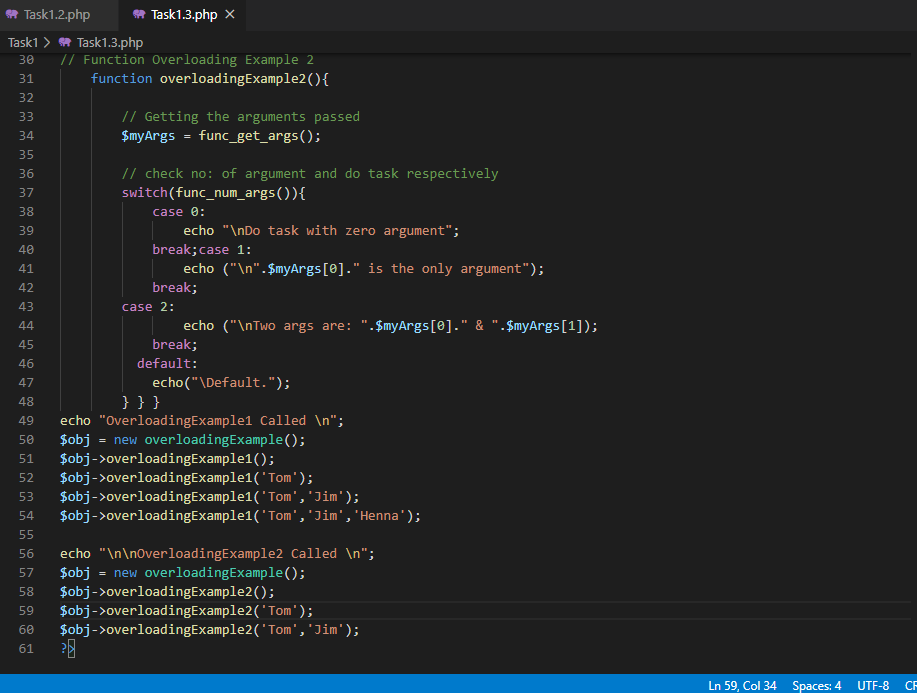 Task1.2.php Task1.3.php
Task1 > Task1.3.php
30 // Function Overloading Example 2
31 function overloadingExample2(){
32
33 // Getting the arguments passed
34 $myArgs = func_get_args();
35
36 // check no: of argument and do task respectively
37 switch(func_num_args()){
38 case 0:
39 echo "\nDo task with zero argument";
40 break;case 1:
41 echo ("\n".$myArgs[0]." is the only argument");
42 break;
43 case 2:
44 echo ("\nTwo args are: ".$myArgs[0]." & ".$myArgs[1]);
45 break;
46 default:
47 echo("\Default.");
48 } } }
49 echo "OverloadingExample1 Called \n";
50 $obj = new overloadingExample();
51 $obj->overloadingExample1();
52 $obj->overloadingExample1('Tom');
53 $obj->overloadingExample1('Tom','Jim');
54 $obj->overloadingExample1('Tom','Jim','Henna');
55
56 echo "\n\nOverloadingExample2 Called \n";
57 $obj = new overloadingExample();
58 $obj->overloadingExample2();
59 $obj->overloadingExample2('Tom');
60 $obj->overloadingExample2('Tom','Jim');
61 ?>
Ln 59, Col 34 Spaces: 4 UTF-8 CR